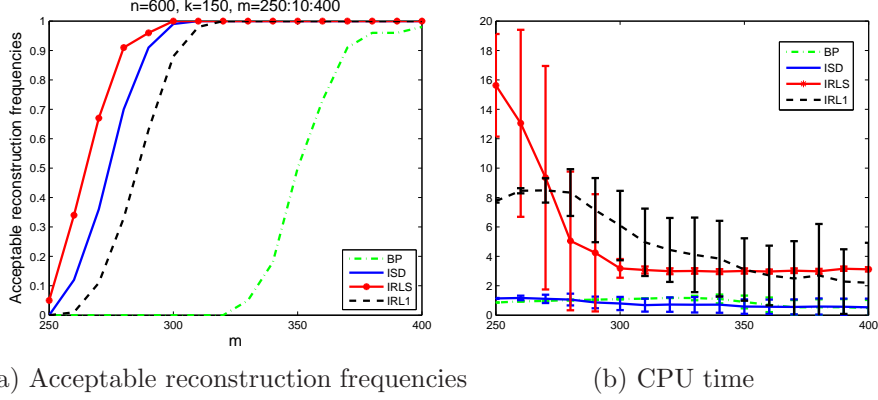 n=600, k=150, m=250:10:400
Acceptable reconstruction frequencies
1
0.9
0.8
0.7
0.6
0.5
0.4
0.3
0.2
0.1
0
250
300
350
400
m
BP
ISD
IRLS
IRL1
20
18
16
14
12
10
8
6
4
2
0
250
300
350
400
BP
ISD
IRLS
IRL1
a) Acceptable reconstruction frequencies
(b) CPU time